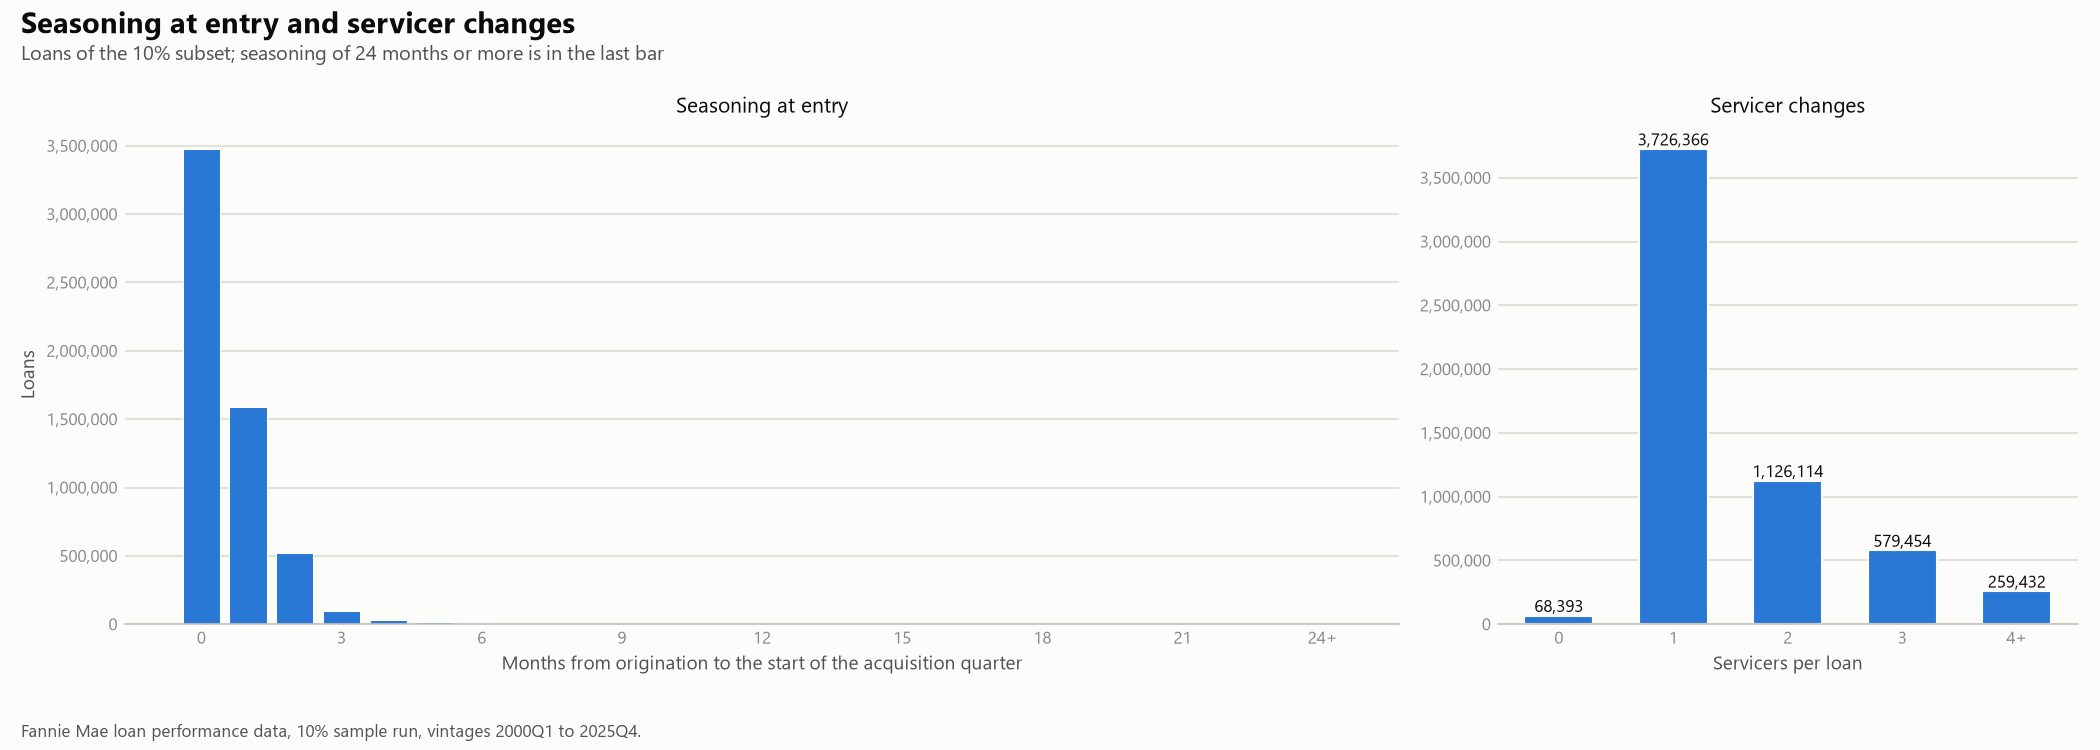 Seasoning at entry and servicer changes
Loans of the 10% subset; seasoning of 24 months or more is in the last bar
Seasoning at entry
3,500,000
3,000,000
2,500,000
2,000,000
1,500,000
1,000,000
500,000
0
Loans
0 3 6 9 12 15 18 21 24+
Months from origination to the start of the acquisition quarter
Servicer changes
3,500,000
3,000,000
2,500,000
2,000,000
1,500,000
1,000,000
500,000
0
68,393
3,726,366
1,126,114
579,454
259,432
0 1 2 3 4+
Servicers per loan
Fannie Mae loan performance data, 10% sample run, vintages 2000Q1 to 2025Q4.